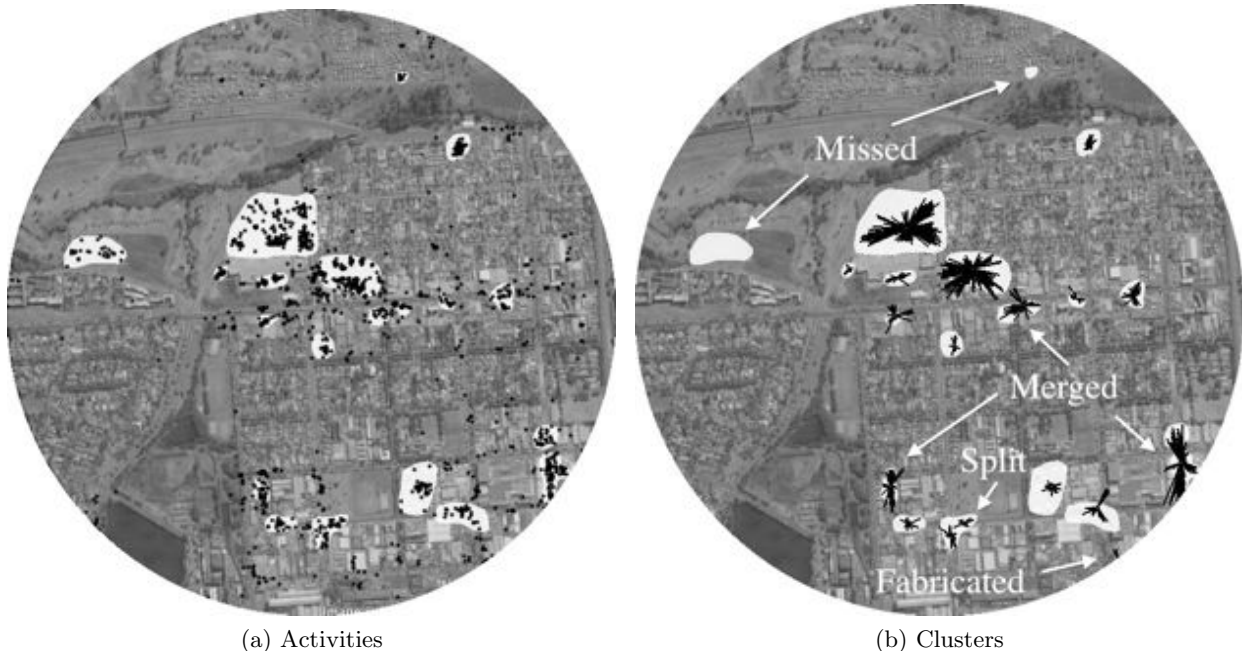 Missed
Merged
Split
Fabricated
(a) Activities
(b) Clusters